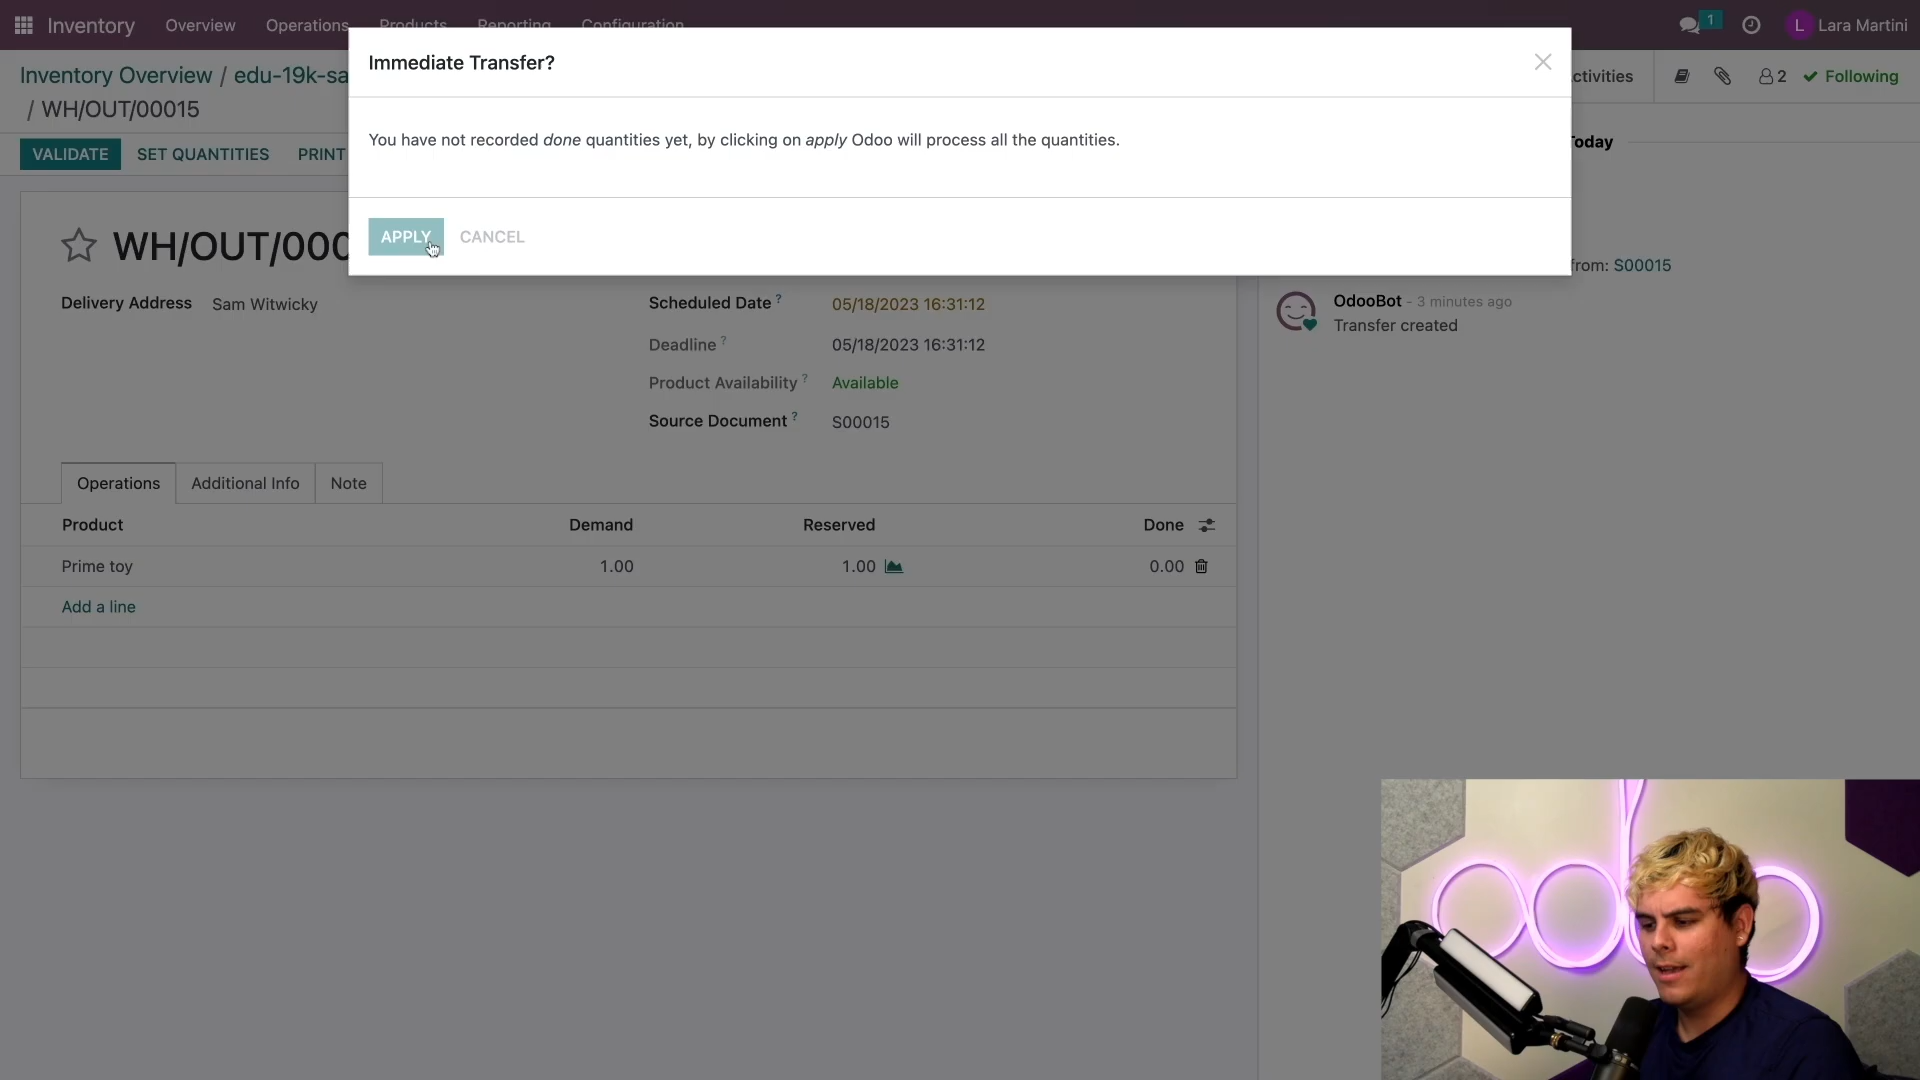 Inventory Overview Operations Products Reporting Configuration 1 L Lara Martini
Immediate Transfer?
Inventory Overview / edu-19k-sa
/ WH/OUT/00015
ctivities 2 Following
You have not recorded done quantities yet, by clicking on apply Odoo will process all the quantities.
Today
VALIDATE SET QUANTITIES PRINT
APPLY CANCEL
WH/OUT/000
from: S00015
Delivery Address Sam Witwicky
Scheduled Date ? 05/18/2023 16:31:12
OdooBot - 3 minutes ago
Transfer created
Deadline ? 05/18/2023 16:31:12
Product Availability ? Available
Source Document ? S00015
Operations Additional Info Note
Product Demand Reserved Done
Prime toy 1.00 1.00 0.00
Add a line
odoo